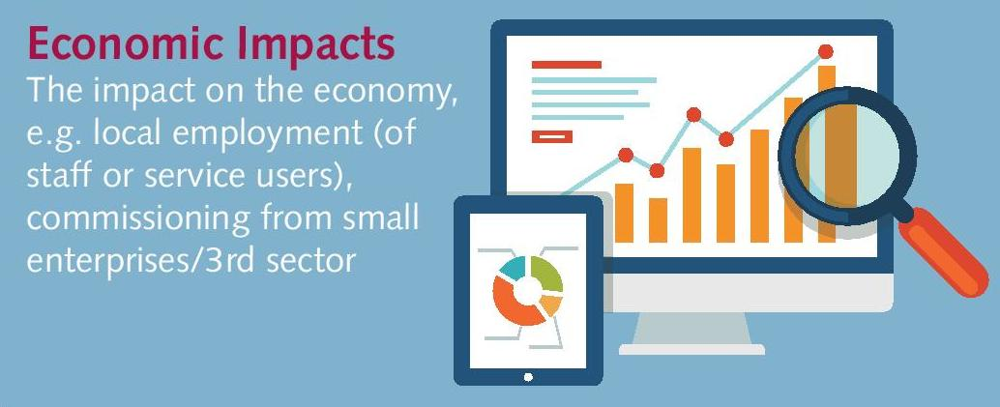 Economic Impacts
The impact on the economy,
e.g. local employment (of
staff or service users),
commissioning from small
enterprises/3rd sector